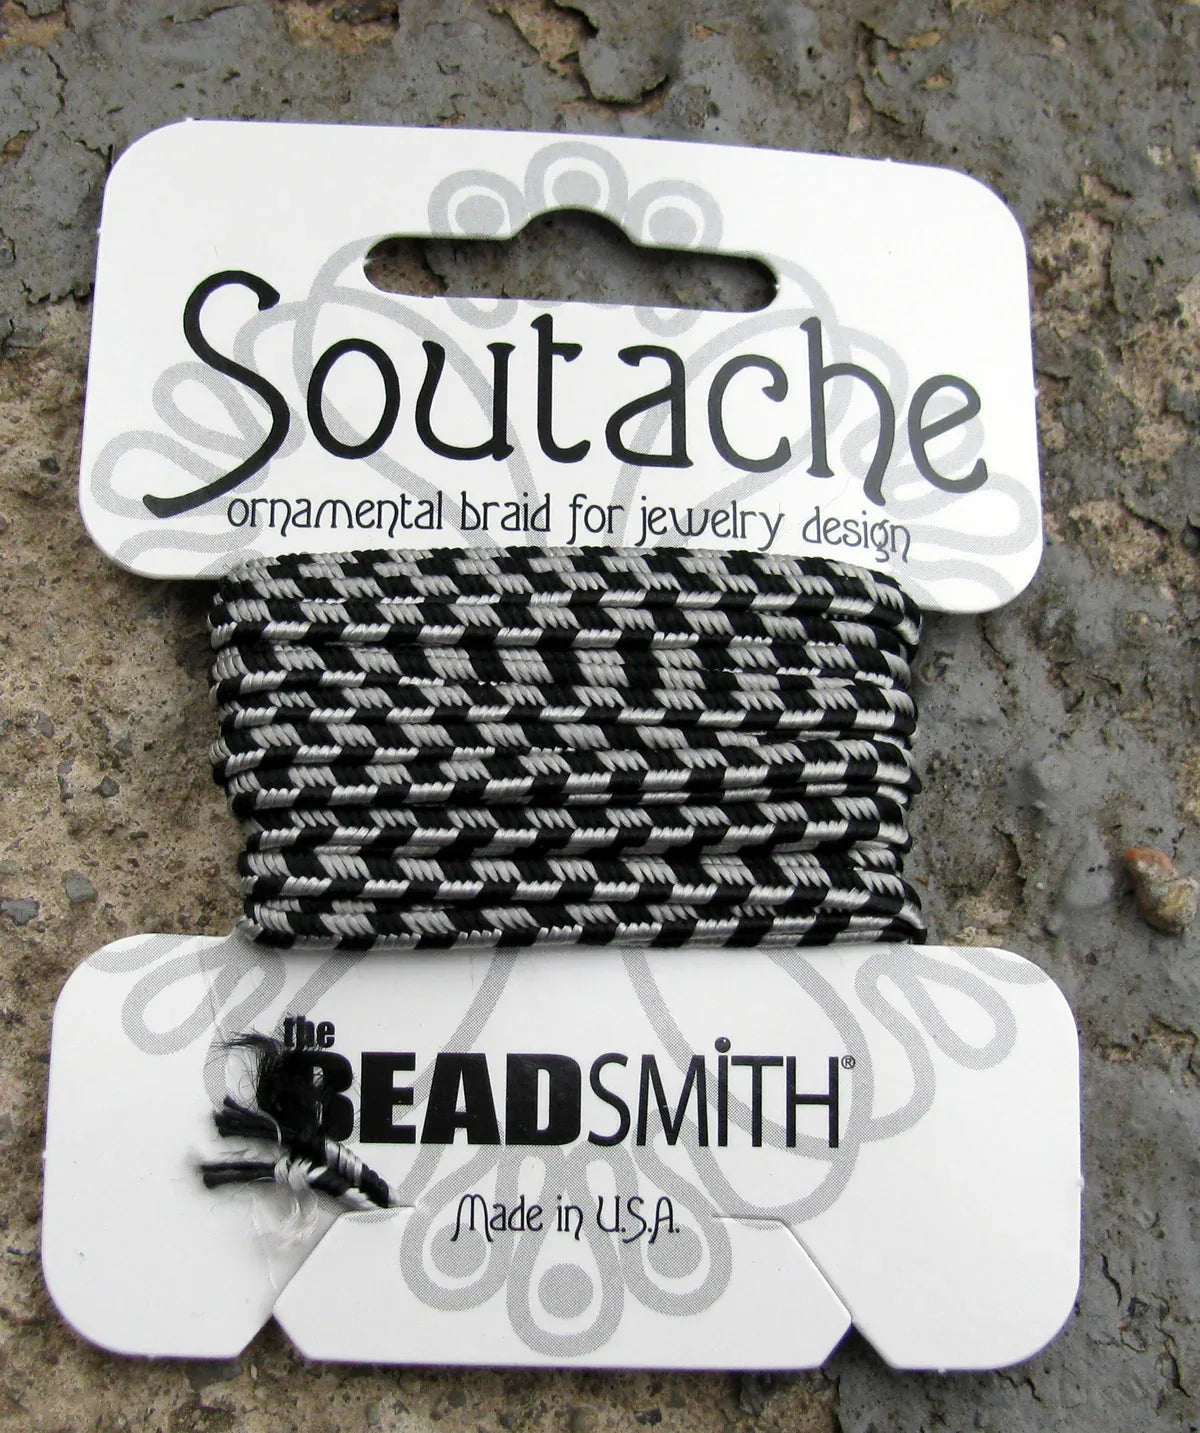 Soutache
ornamental braid for jewelry design
the
BEADSMiTH®
Made in U.S.A.